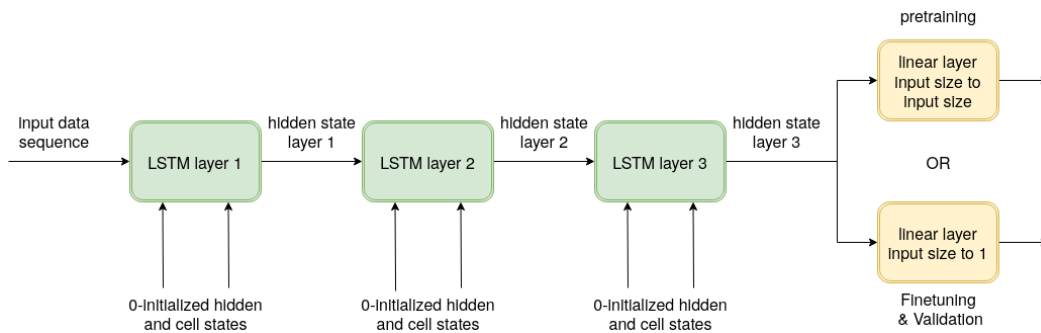 pretraining
linear layer
input size to
input size
input data
sequence
LSTM layer 1
hidden state
layer 1
LSTM layer 2
hidden state
layer 2
LSTM layer 3
hidden state
layer 3
OR
linear layer
input size to 1
0-initialized hidden
and cell states
0-initialized hidden
and cell states
0-initialized hidden
and cell states
Finetuning
& Validation